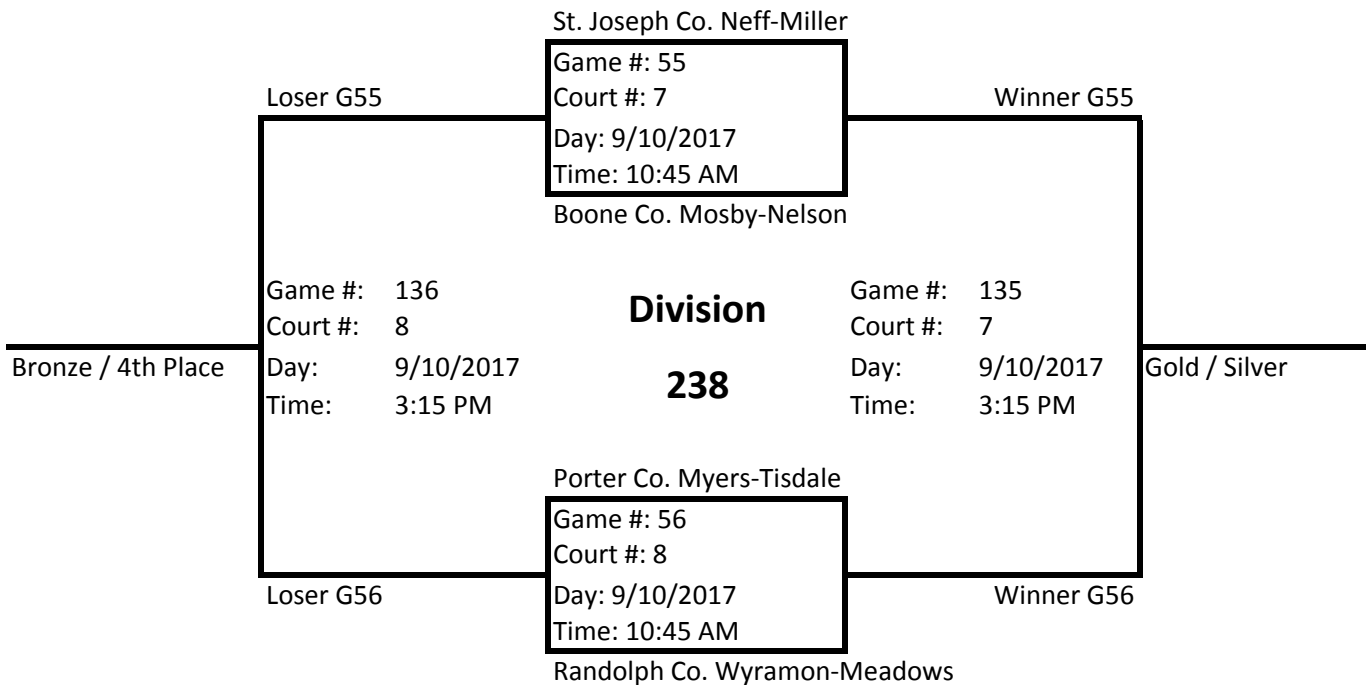 St. Joseph Co. Neff-Miller
Game #: 55
Loser G55 Court #: 7 Winner G55
Day: 9/10/2017
Time: 10:45 AM
Boone Co. Mosby-Nelson
Game #: 136 Division Game #: 135
Court #: 8 Court #: 7
Bronze / 4th Place Day: 9/10/2017 238 Day: 9/10/2017 Gold / Silver
Time: 3:15 PM Time: 3:15 PM
Porter Co. Myers-Tisdale
Game #: 56
Court #: 8
Loser G56 Day: 9/10/2017 Winner G56
Time: 10:45 AM
Randolph Co. Wyramon-Meadows